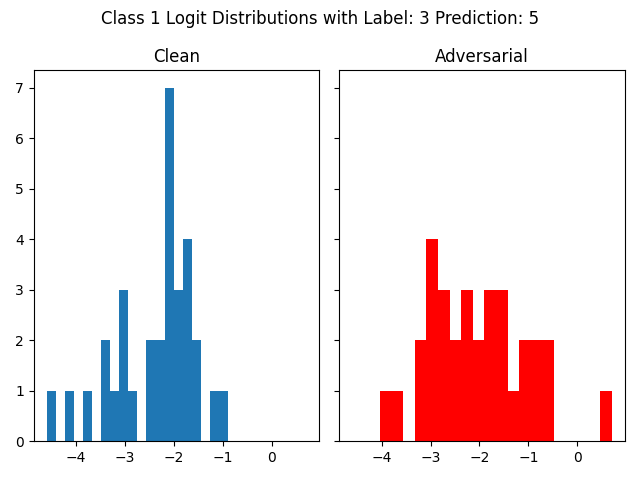 Class 1 Logit Distributions with Label: 3 Prediction: 5
Clean
Adversarial
7
6
5
4
3
2
1
0
−4 −3 −2 −1 0
−4 −3 −2 −1 0